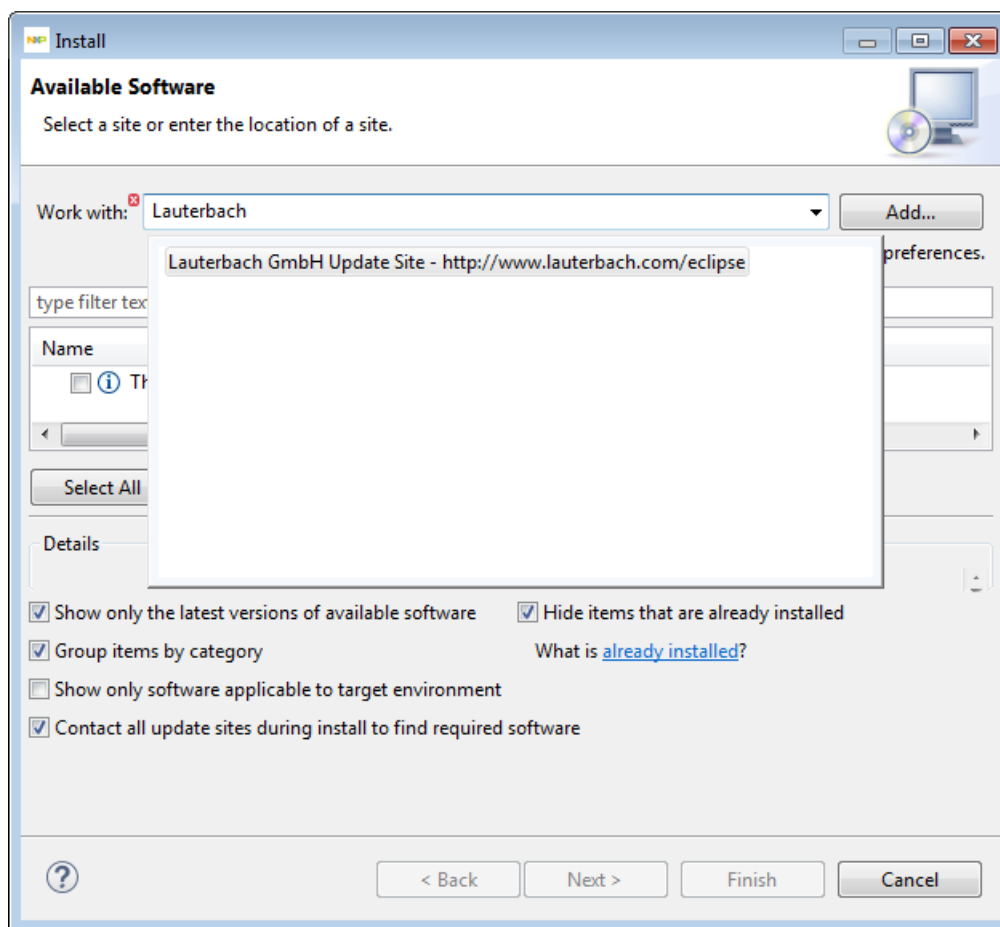 NXP Install
Available Software
Select a site or enter the location of a site.
Work with: Lauterbach Add...
Lauterbach GmbH Update Site - http://www.lauterbach.com/eclipse
preferences.
type filter tex
Name
Th
Select All
Details
Show only the latest versions of available software Hide items that are already installed
Group items by category What is already installed?
Show only software applicable to target environment
Contact all update sites during install to find required software
< Back Next > Finish Cancel